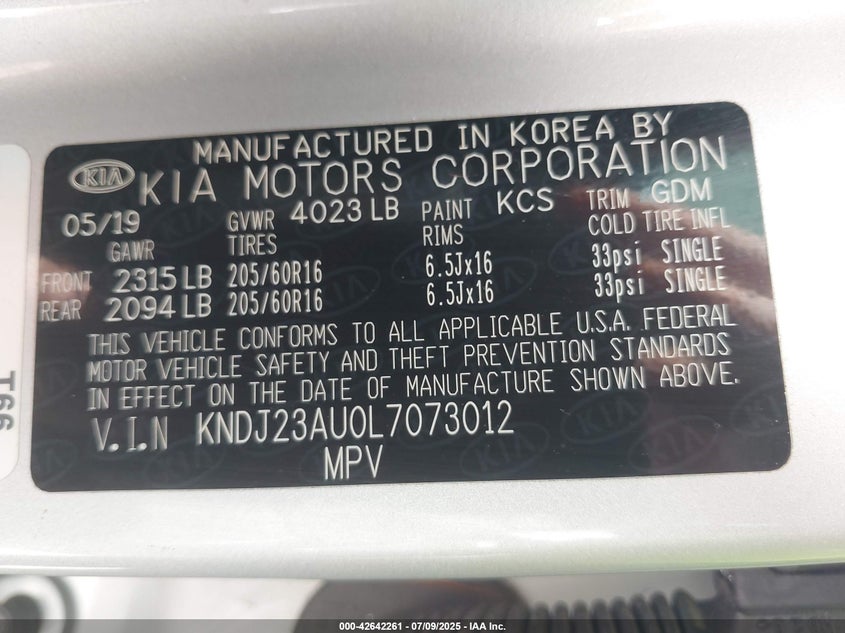 MANUFACTURED IN KOREA BY
KIA KIA MOTORS CORPORATION
05/19 GVWR 4023 LB PAINT KCS TRIM GDM
GAWR TIRES RIMS COLD TIRE INFL
FRONT 2315 LB 205/60R16 6.5Jx16 33psi SINGLE
REAR 2094 LB 205/60R16 6.5Jx16 33psi SINGLE
THIS VEHICLE CONFORMS TO ALL APPLICABLE U.S.A. FEDERAL
MOTOR VEHICLE SAFETY AND THEFT PREVENTION STANDARDS
IN EFFECT ON THE DATE OF MANUFACTURE SHOWN ABOVE.
V.I.N KNDJ23AU0L7073012
MPV
000-42642261 - 07/09/2025 - IAA Inc.